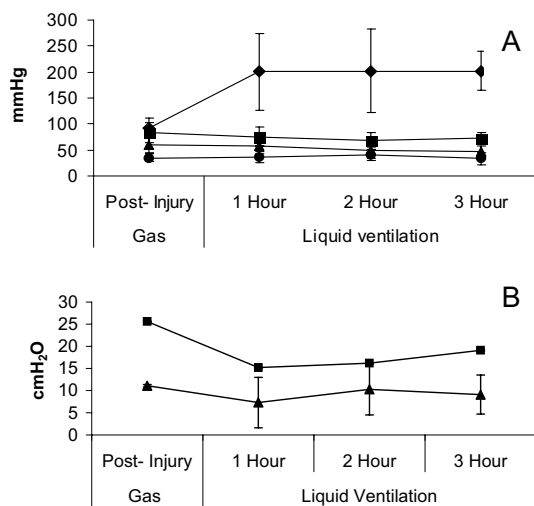 A
mmHg
300
250
200
150
100
50
0
Post- Injury 1 Hour 2 Hour 3 Hour
Gas Liquid ventilation
B
cmH₂O
30
25
20
15
10
5
0
Post- Injury 1 Hour 2 Hour 3 Hour
Gas Liquid Ventilation